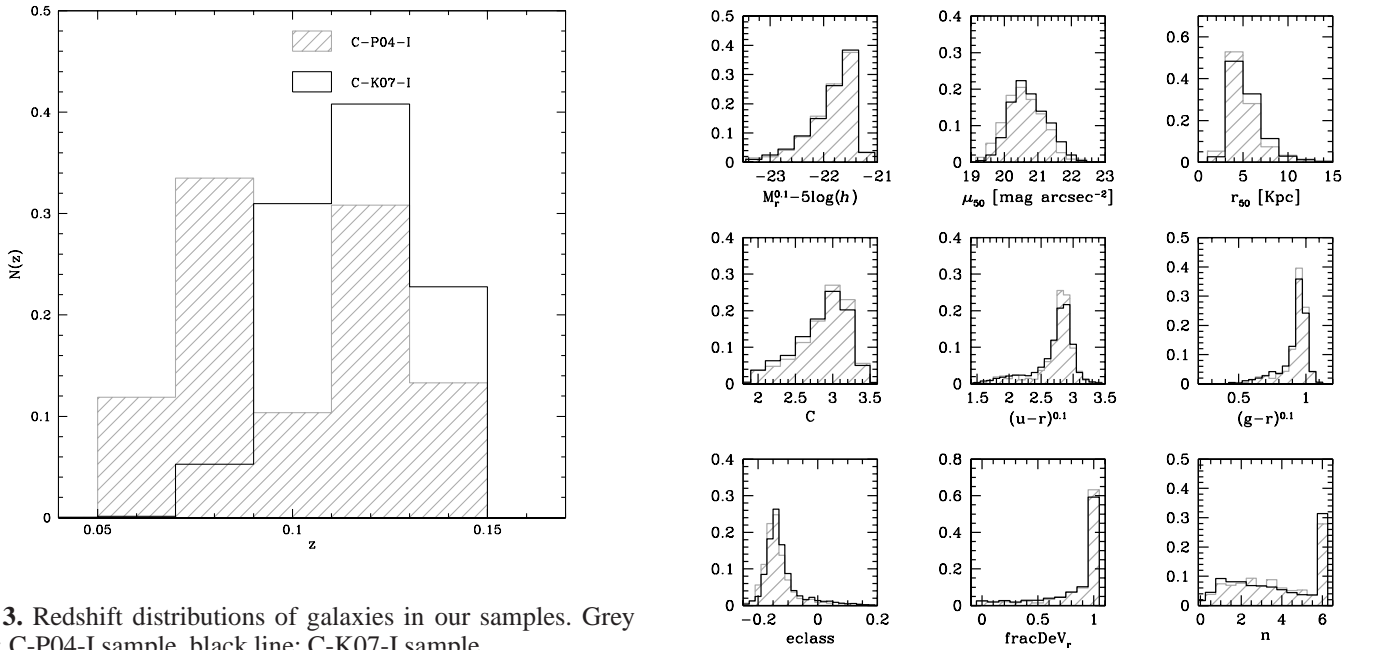 0.5
0.4
0.3
0.2
0.1
0
N(z)
C-P04-I
C-K07-I
0.05 0.1 0.15
z
3. Redshift distributions of galaxies in our samples. Grey
C-P04-I sample, black line: C-K07-I sample
0.5
0.4
0.3
0.2
0.1
0
−23 −22 −21
M_r^0.1−5log(h)
0.4
0.3
0.2
0.1
0
19 20 21 22 23
μ₅₀ [mag arcsec⁻²]
0.6
0.4
0.2
0
0 5 10 15
r₅₀ [Kpc]
0.4
0.3
0.2
0.1
0
2 2.5 3 3.5
C
0.4
0.3
0.2
0.1
0
1.5 2 2.5 3 3.5
(u−r)^0.1
0.5
0.4
0.3
0.2
0.1
0
0.5 1
(g−r)^0.1
0.4
0.3
0.2
0.1
0
−0.2 0 0.2
eclass
0.8
0.6
0.4
0.2
0
0 0.5 1
fracDeV_r
0.5
0.4
0.3
0.2
0.1
0
0 2 4 6
n